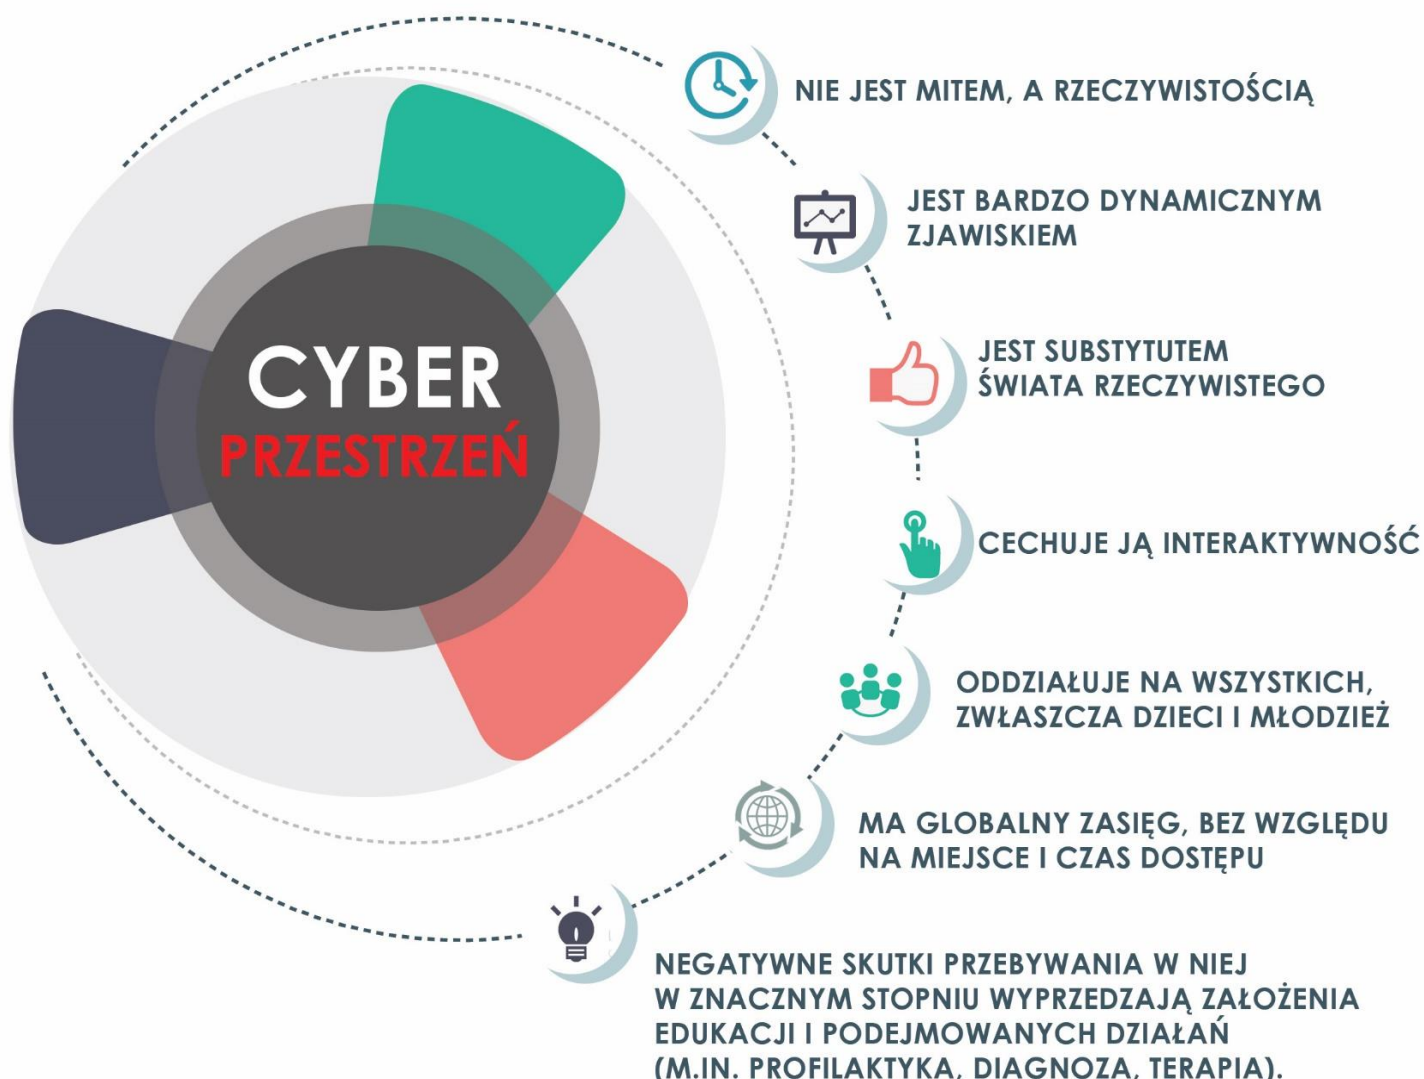 CYBER
PRZESTRZEŃ
NIE JEST MITEM, A RZECZYWISTOŚCIĄ
JEST BARDZO DYNAMICZNYM
ZJAWISKIEM
JEST SUBSTYTUTEM
ŚWIATA RZECZYWISTEGO
CECHUJE JĄ INTERAKTYWNOŚĆ
ODDZIAŁUJE NA WSZYSTKICH,
ZWŁASZCZA DZIECI I MŁODZIEŻ
MA GLOBALNY ZASIĘG, BEZ WZGLĘDU
NA MIEJSCE I CZAS DOSTĘPU
NEGATYWNE SKUTKI PRZEBYWANIA W NIEJ
W ZNACZNYM STOPNIU WYPRZEDZAJĄ ZAŁOŻENIA
EDUKACJI I PODEJMOWANYCH DZIAŁAŃ
(M.IN. PROFILAKTYKA, DIAGNOZA, TERAPIA).